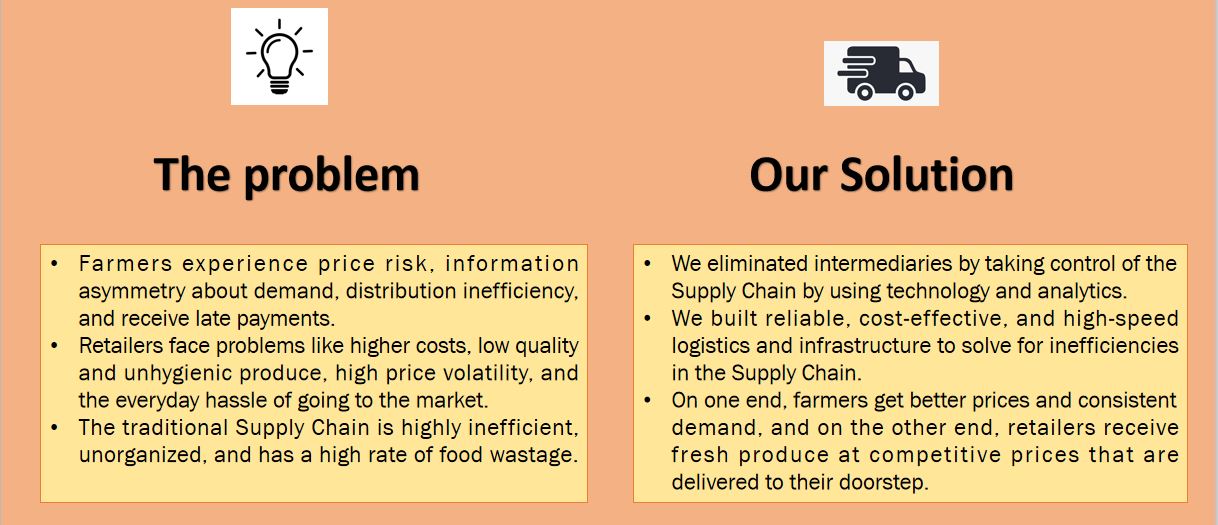 The problem
• Farmers experience price risk, information
asymmetry about demand, distribution inefficiency,
and receive late payments.
• Retailers face problems like higher costs, low quality
and unhygienic produce, high price volatility, and
the everyday hassle of going to the market.
• The traditional Supply Chain is highly inefficient,
unorganized, and has a high rate of food wastage.
Our Solution
• We eliminated intermediaries by taking control of the
Supply Chain by using technology and analytics.
• We built reliable, cost-effective, and high-speed
logistics and infrastructure to solve for inefficiencies
in the Supply Chain.
• On one end, farmers get better prices and consistent
demand, and on the other end, retailers receive
fresh produce at competitive prices that are
delivered to their doorstep.